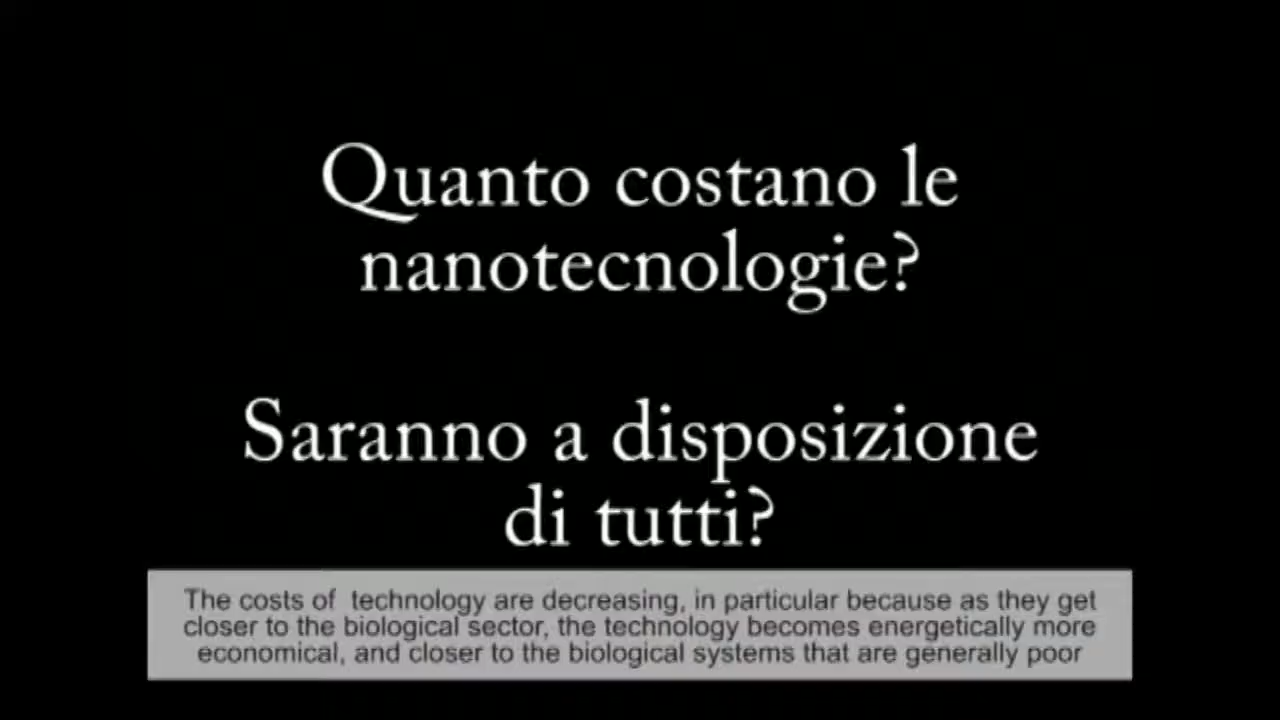 Quanto costano le
nanotecnologie?
Saranno a disposizione
di tutti?
The costs of technology are decreasing, in particular because as they get
closer to the biological sector, the technology becomes energetically more
economical, and closer to the biological systems that are generally poor